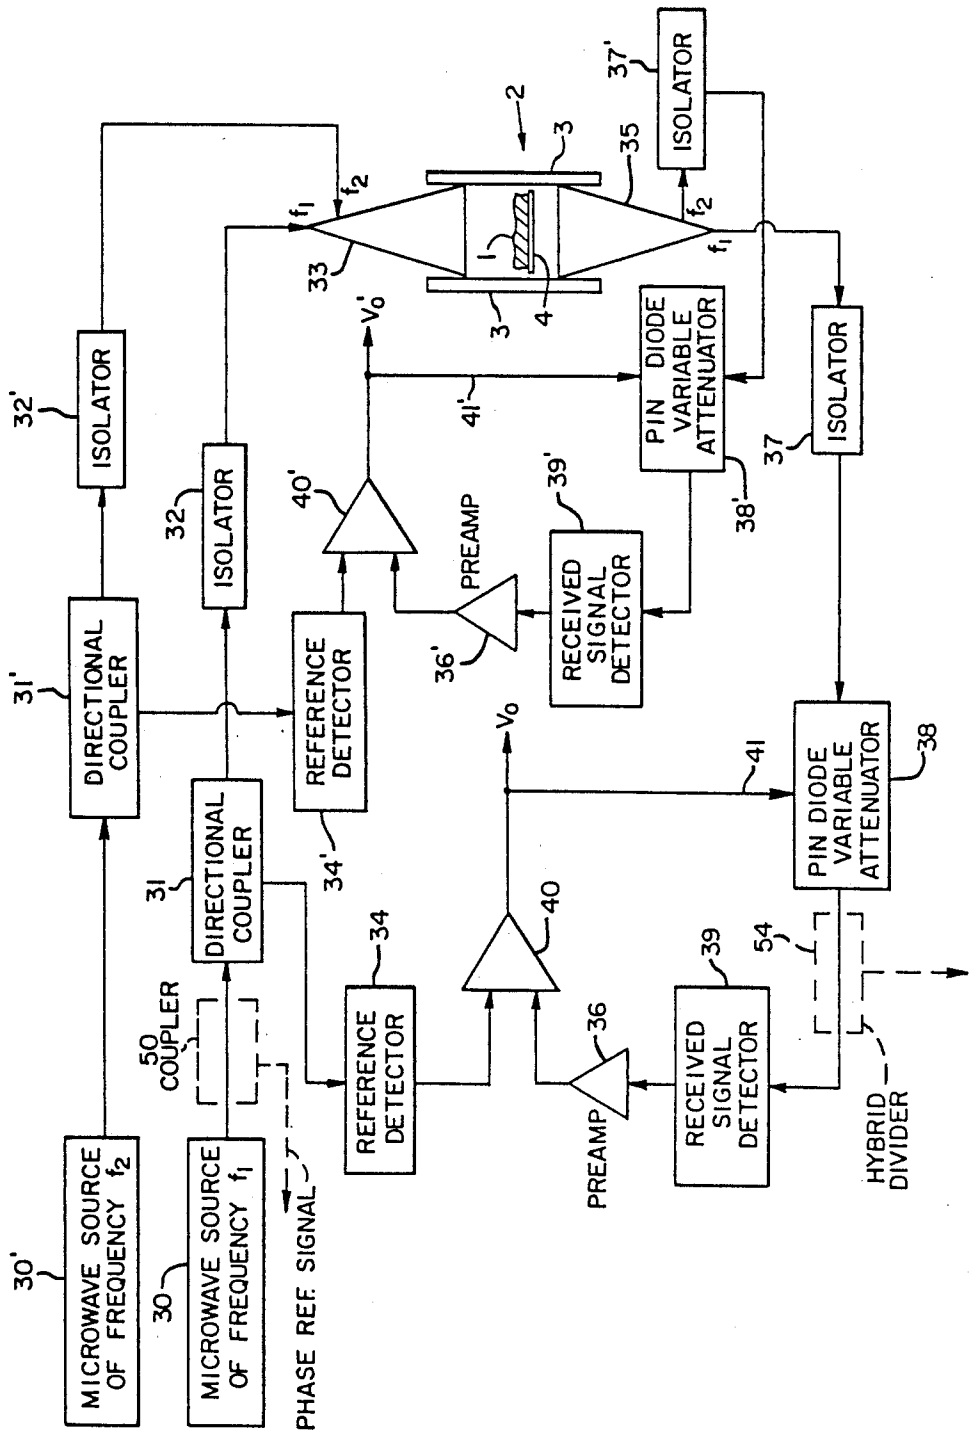 30'
MICROWAVE SOURCE
OF FREQUENCY f2
31'
DIRECTIONAL
COUPLER
32'
ISOLATOR
30
MICROWAVE SOURCE
OF FREQUENCY f1
50
COUPLER
PHASE REF. SIGNAL
31
DIRECTIONAL
COUPLER
32
ISOLATOR
f1
f2
33
34'
REFERENCE
DETECTOR
40'
V0'
34
REFERENCE
DETECTOR
36'
PREAMP
41'
3
1
4
3
2
35
f1
f2
37'
ISOLATOR
39'
RECEIVED
SIGNAL
DETECTOR
38'
PIN DIODE
VARIABLE
ATTENUATOR
40
V0
PREAMP
36
39
RECEIVED
SIGNAL
DETECTOR
41
37
ISOLATOR
54
HYBRID
DIVIDER
PIN DIODE
VARIABLE
ATTENUATOR
38